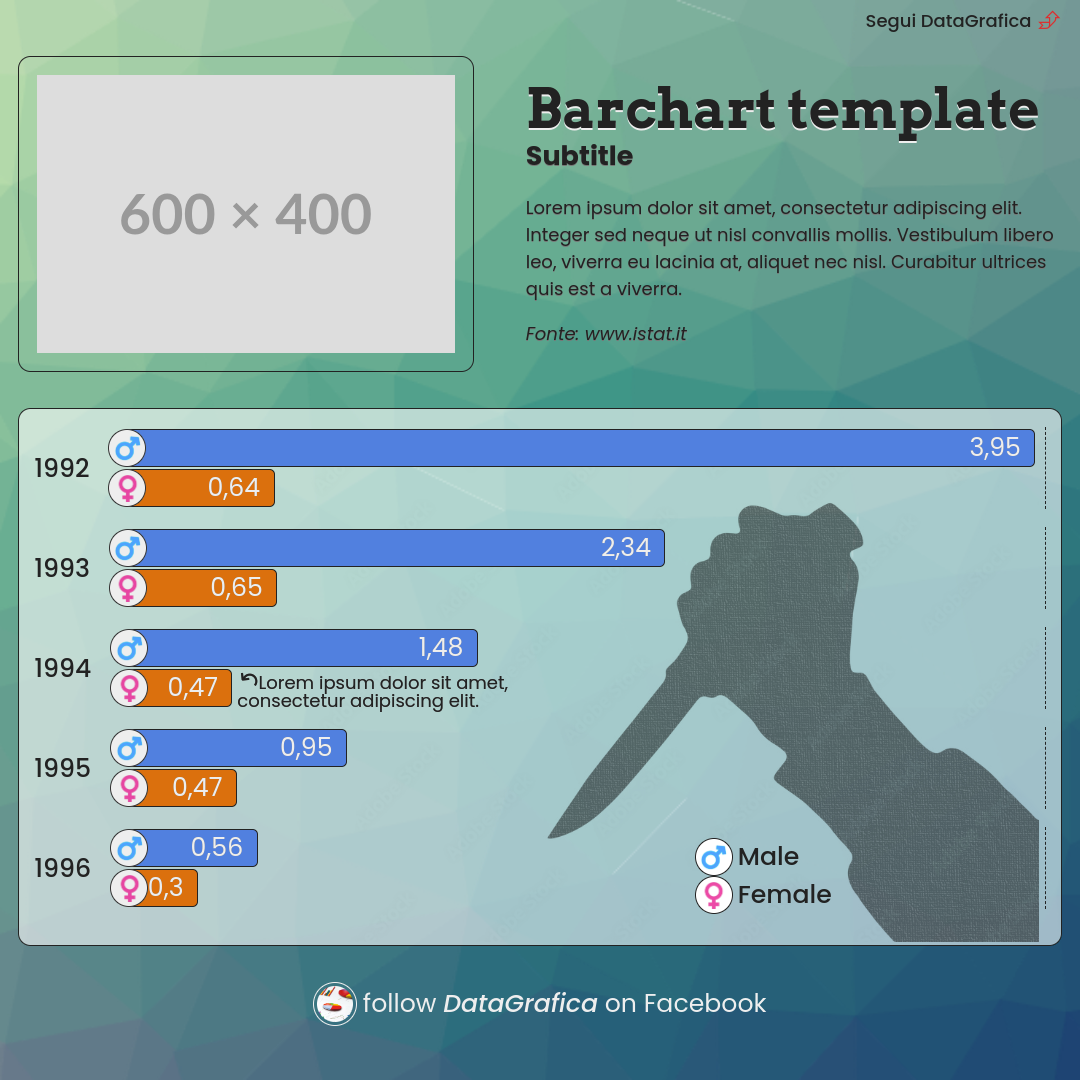 Segui DataGrafica
600 × 400
Barchart template
Subtitle
Lorem ipsum dolor sit amet, consectetur adipiscing elit.
Integer sed neque ut nisl convallis mollis. Vestibulum libero
leo, viverra eu lacinia at, aliquet nec nisl. Curabitur ultrices
quis est a viverra.
Fonte: www.istat.it
1992
3,95
0,64
1993
2,34
0,65
1994
1,48
0,47
Lorem ipsum dolor sit amet,
consectetur adipiscing elit.
1995
0,95
0,47
1996
0,56
0,3
Male
Female
follow DataGrafica on Facebook